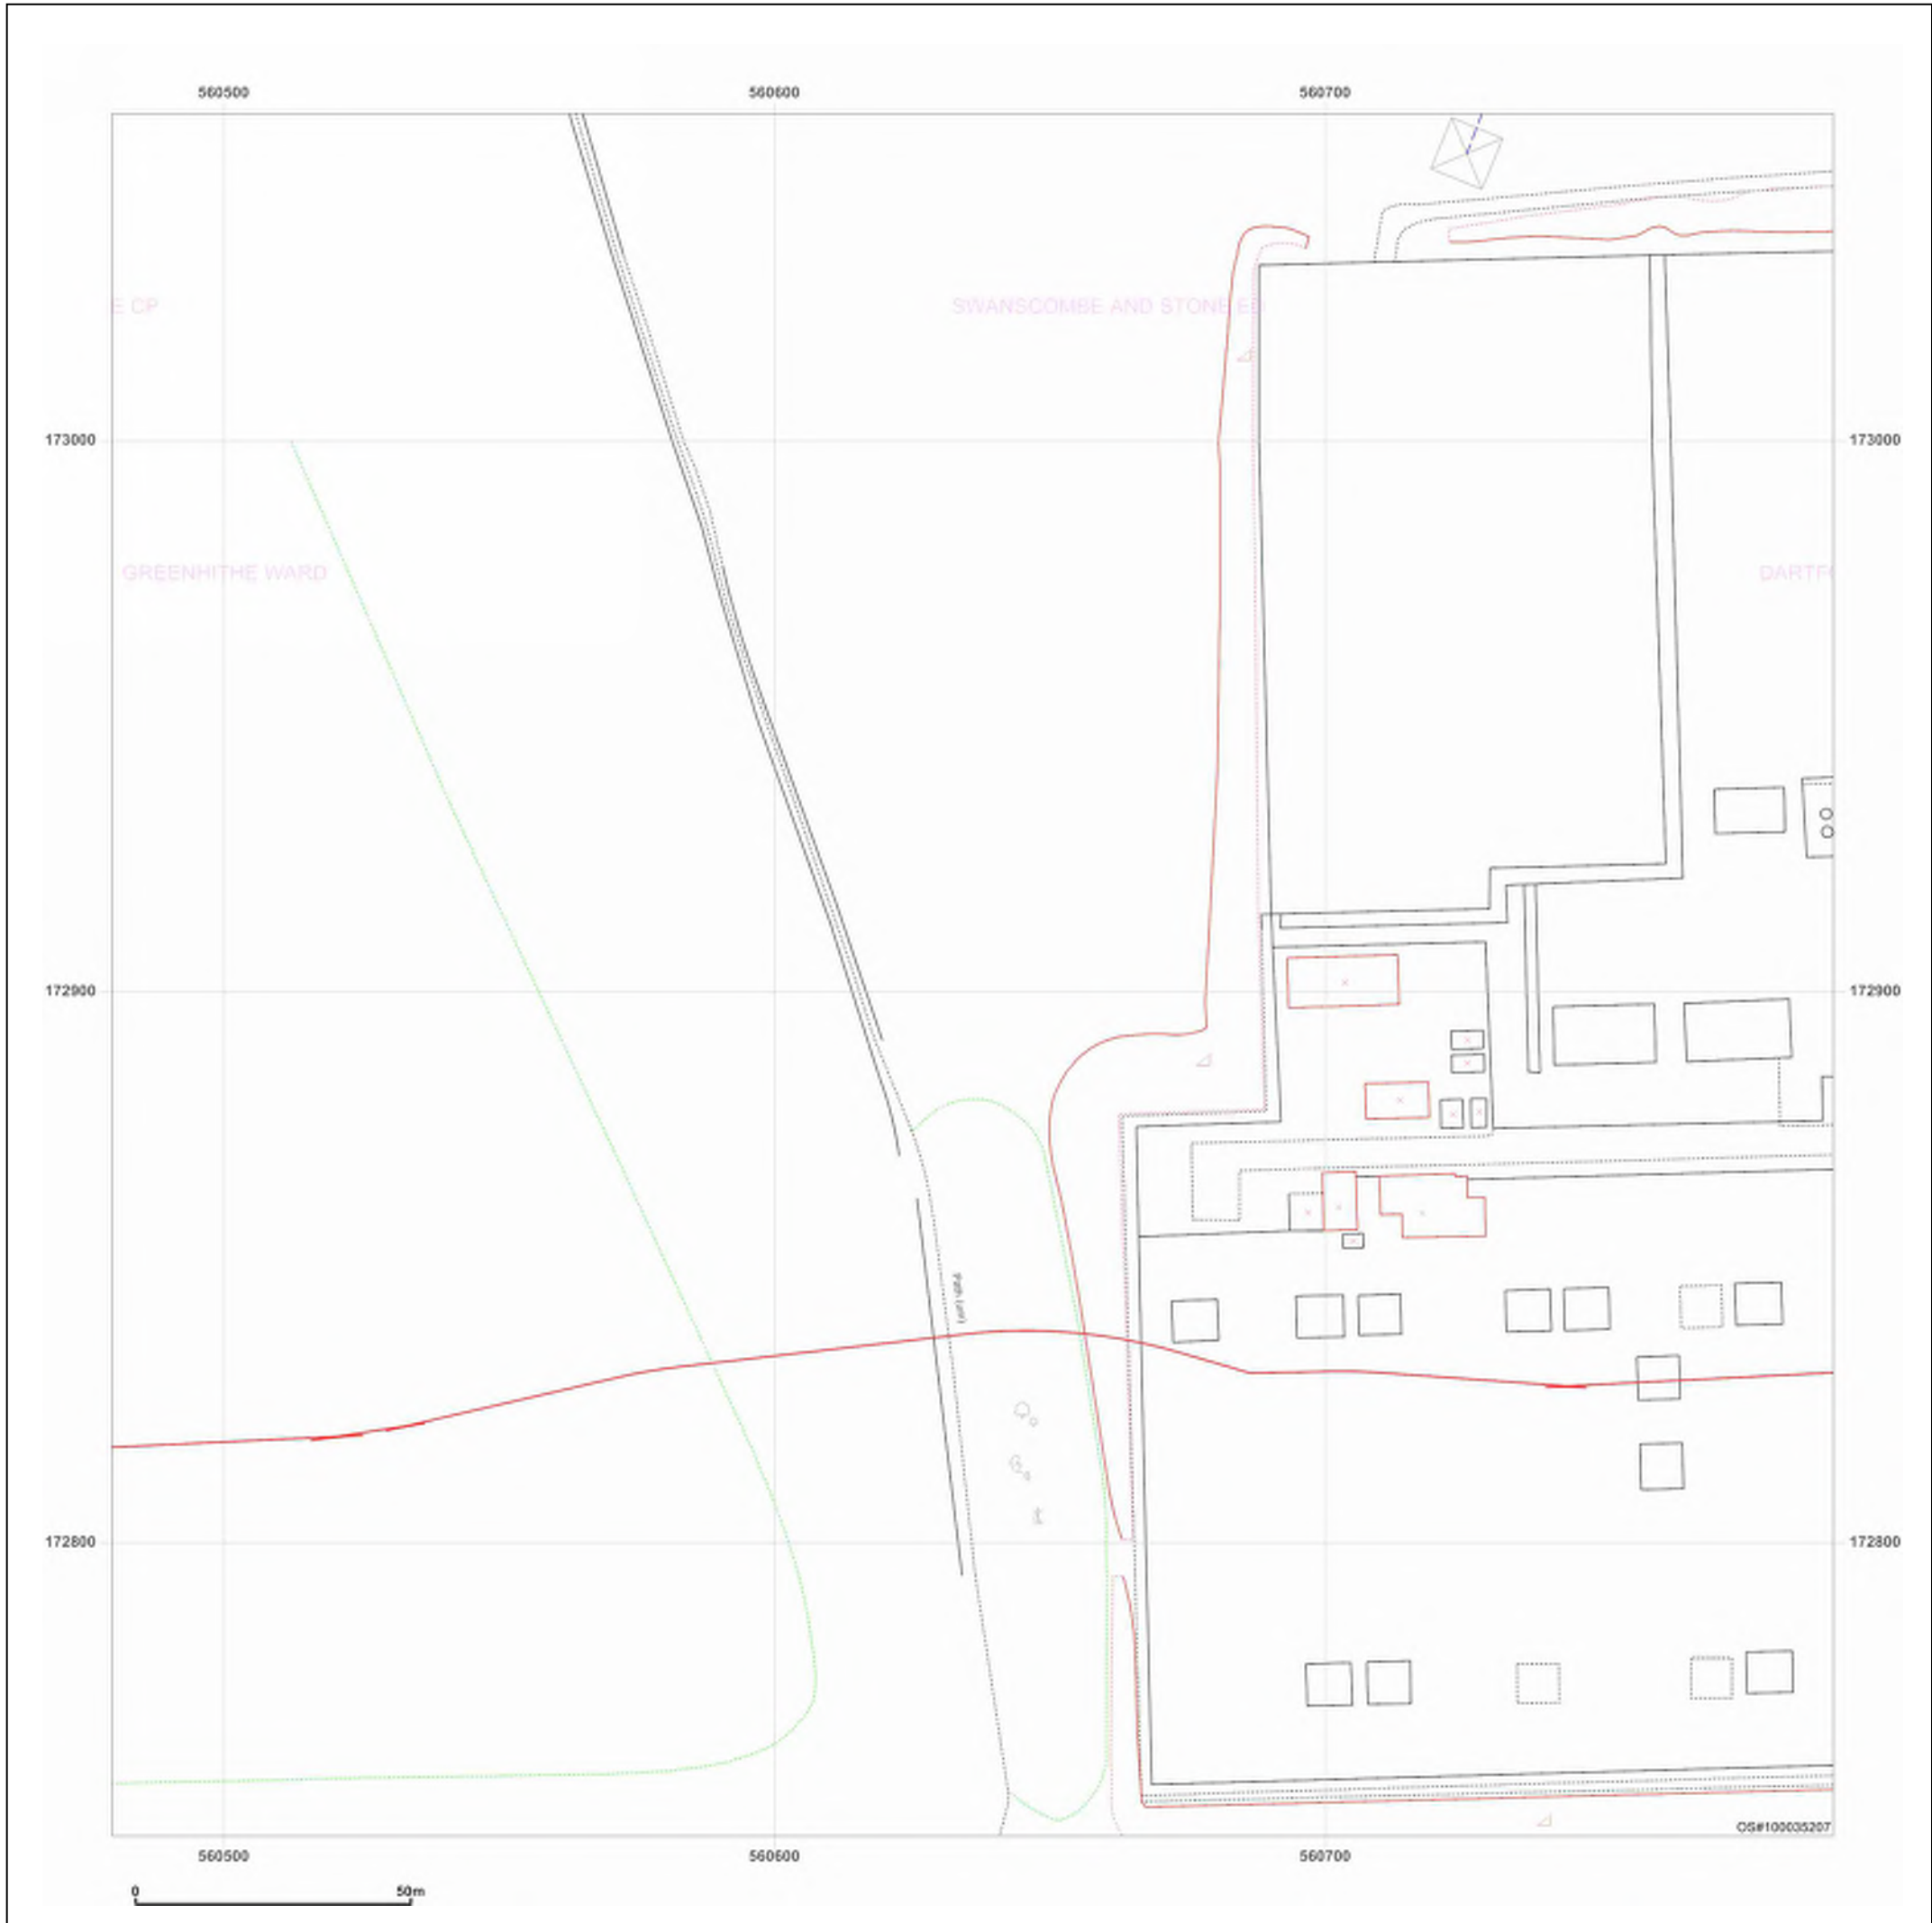 560500 560600 560700
E CP
SWANSCOMBE AND STONE ED
173000 173000
GREENHITHE WARD
DARTF
172900 172900
Path (um)
172800 172800
OS#100035207
560500 560600 560700
0 50m